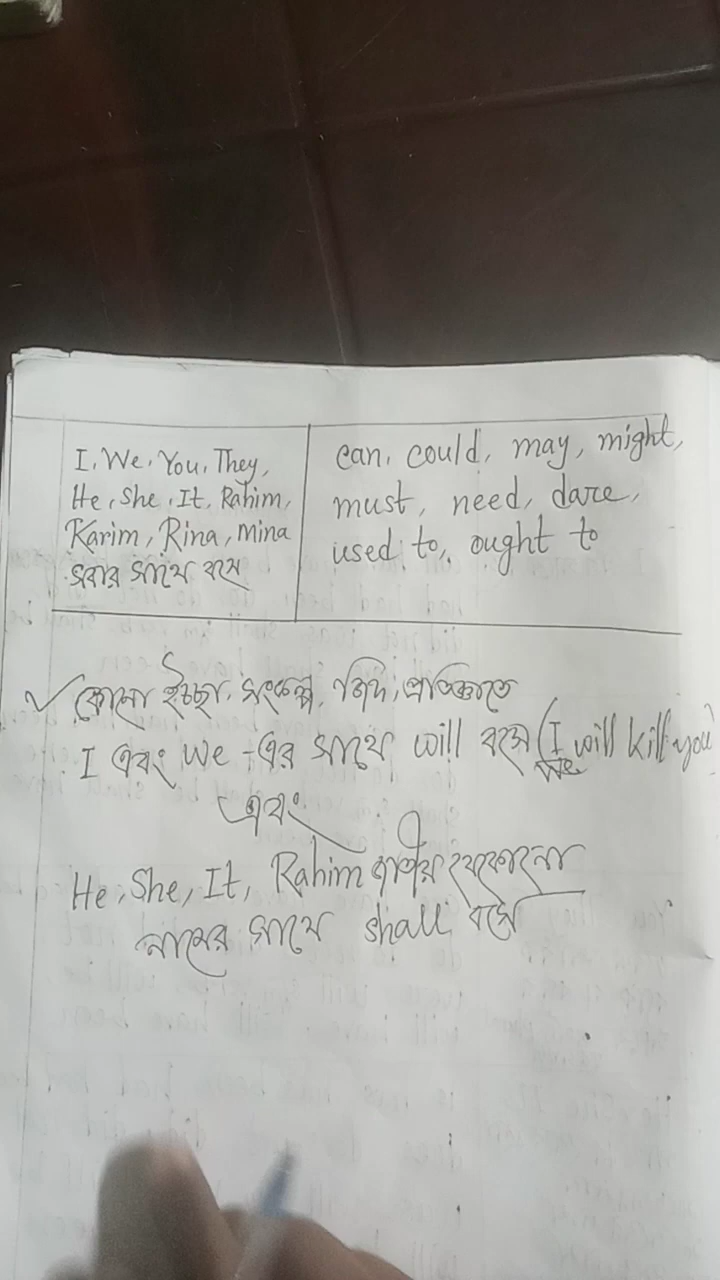 I, We, You, They,
He, She, It, Rahim,
Karim, Rina, Mina
সবার সাথে বসে
can, could, may, might,
must, need, dare,
used to, ought to
✓ কোনো ইচ্ছা, সংকল্প, জিদ, প্রতিজ্ঞাতে
I এবং We - এর সাথে will বসে (I will kill you)
We
এবং
He, She, It, Rahim যেকোনো
নামের সাথে shall বসে